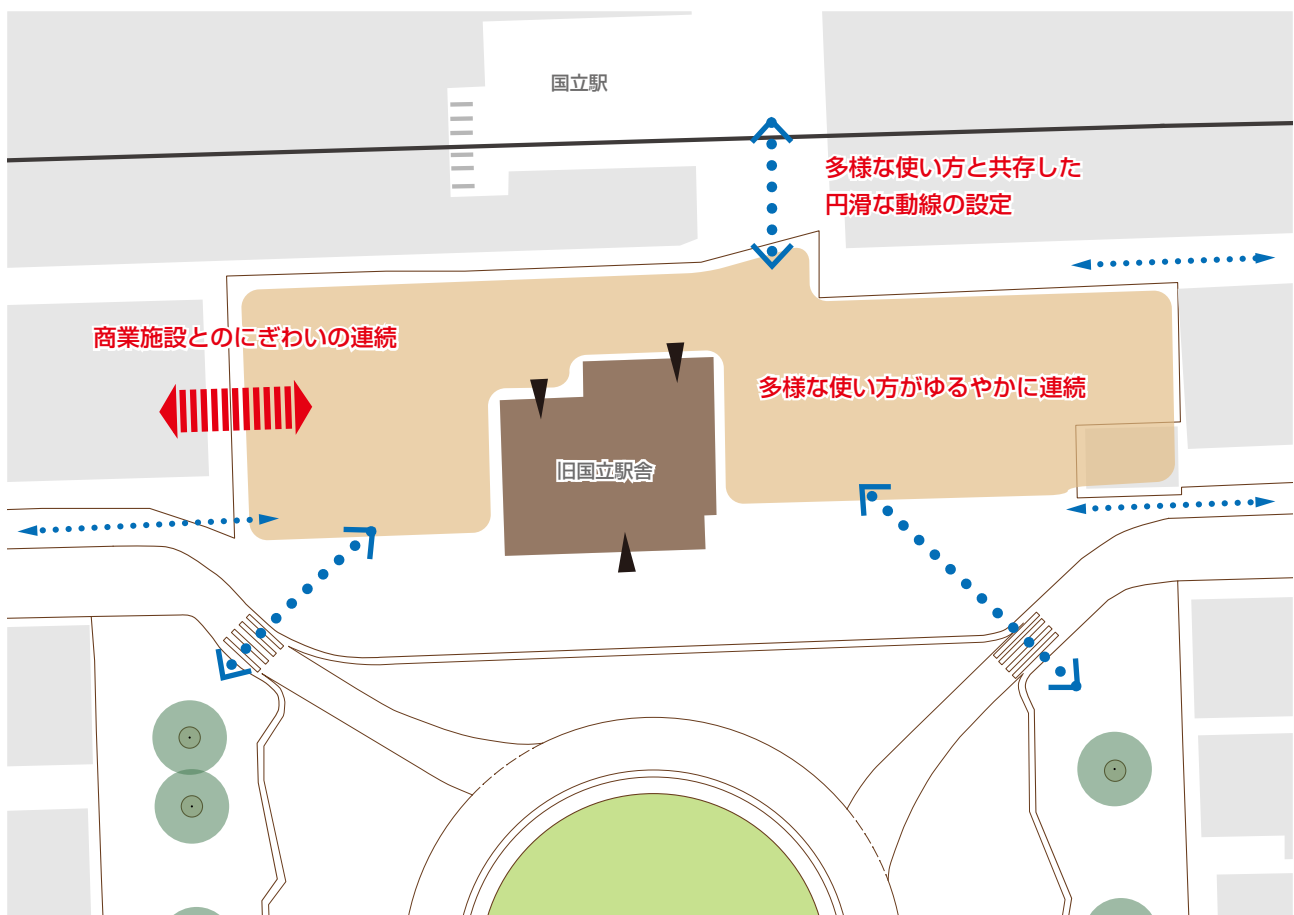 国立駅
多様な使い方と共存した
円滑な動線の設定
商業施設とのにぎわいの連続
多様な使い方がゆるやかに連続
旧国立駅舎